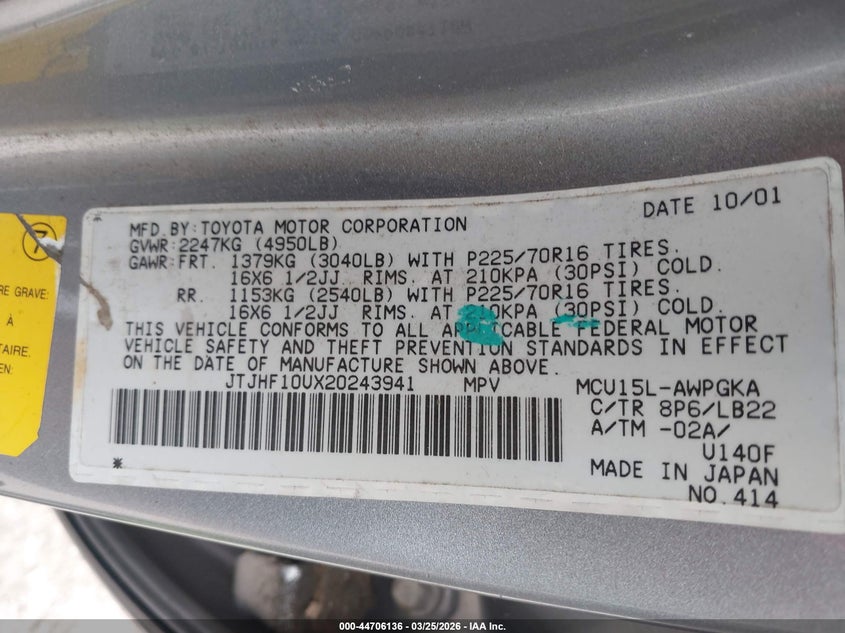 DATE 10/01
MFD.BY:TOYOTA MOTOR CORPORATION
GVWR:2247KG (4950LB)
GAWR:FRT. 1379KG (3040LB) WITH P225/70R16 TIRES.
16X6 1/2JJ RIMS. AT 210KPA (30PSI) COLD.
RR. 1153KG (2540LB) WITH P225/70R16 TIRES.
16X6 1/2JJ RIMS. AT 210KPA (30PSI) COLD.
THIS VEHICLE CONFORMS TO ALL APPLICABLE FEDERAL MOTOR
VEHICLE SAFETY AND THEFT PREVENTION STANDARDS IN EFFECT
ON THE DATE OF MANUFACTURE SHOWN ABOVE.
JTJHF10UX20243941 MPV MCU15L-AWPGKA
C/TR 8P6/LB22
A/TM -02A/
U140F
MADE IN JAPAN
NO.414
7
RE GRAVE
À
TAIRE,
EN:
000-44706136 - 03/25/2026 - IAA Inc.